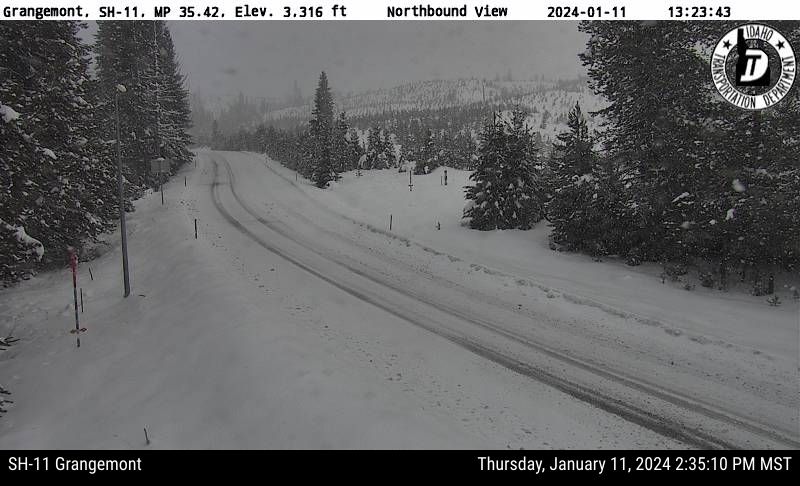 Grangemont, SH-11, MP 35.42, Elev. 3,316 ft Northbound View 2024-01-11 13:23:43
IDAHO
TRANSPORTATION DEPARTMENT
SH-11 Grangemont Thursday, January 11, 2024 2:35:10 PM MST